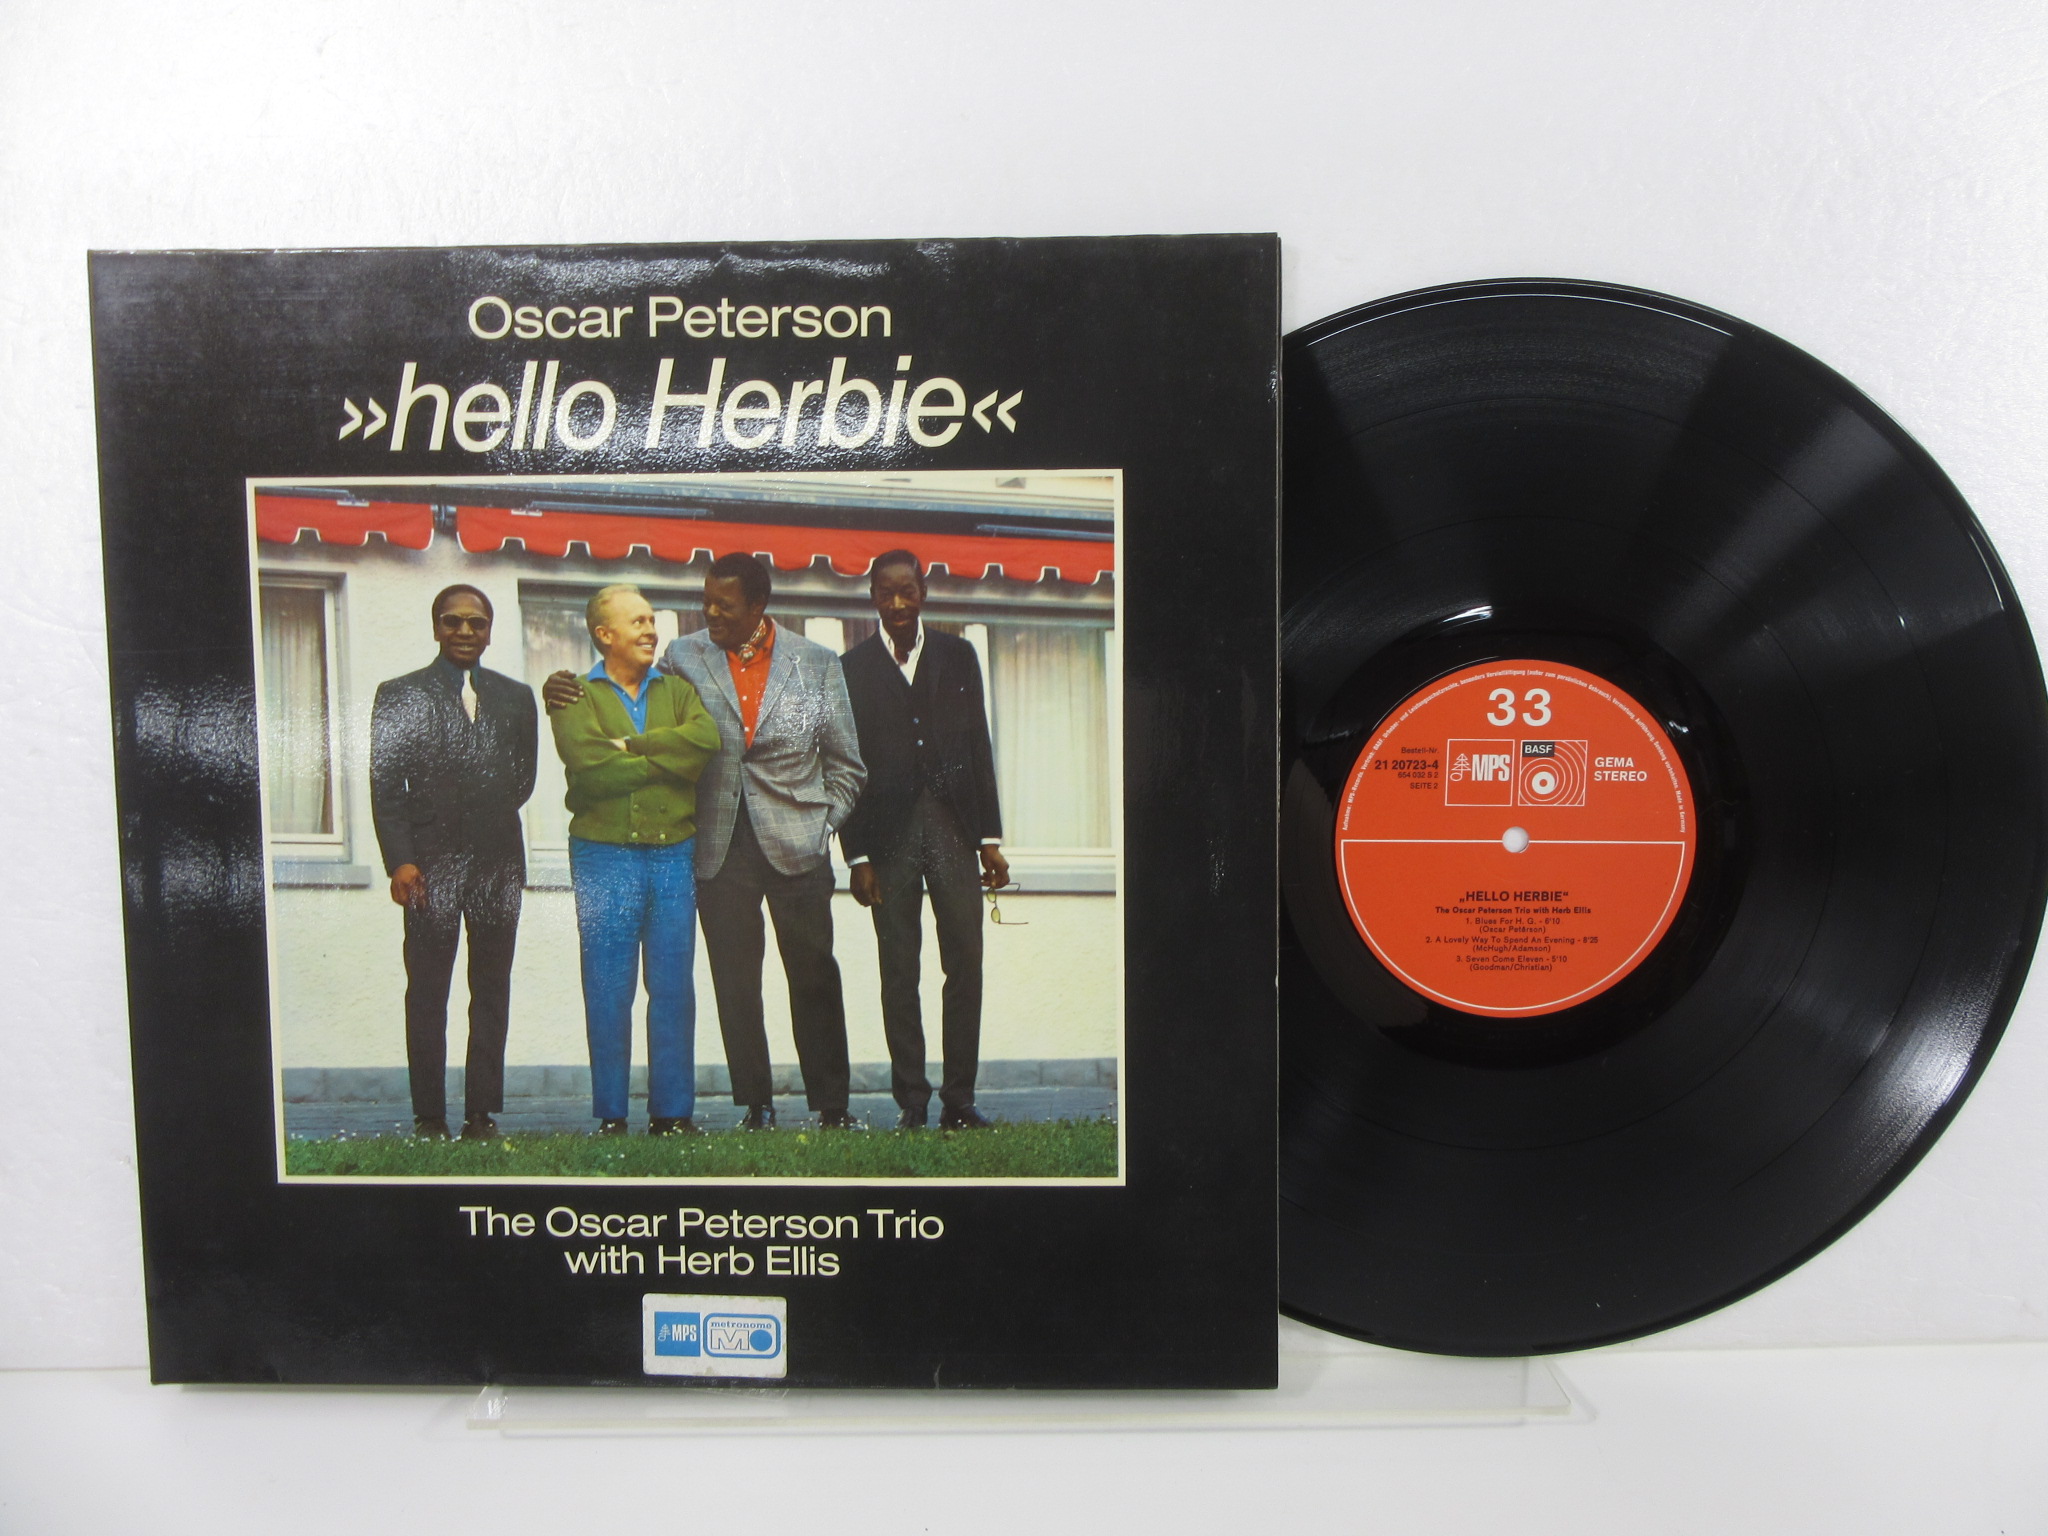 Oscar Peterson
»hello Herbie«
The Oscar Peterson Trio
with Herb Ellis
MPS
metronome
M
33
Bestell-Nr.
21 20723-4
654 032 S 2
SEITE 2
MPS
BASF
GEMA
STEREO
„HELLO HERBIE“
The Oscar Peterson Trio with Herb Ellis
1. Blues For H. G. - 6'10
(Oscar Peterson)
2. A Lovely Way To Spend An Evening - 8'25
(McHugh/Adamson)
3. Seven Come Eleven - 5'10
(Goodman/Christian)